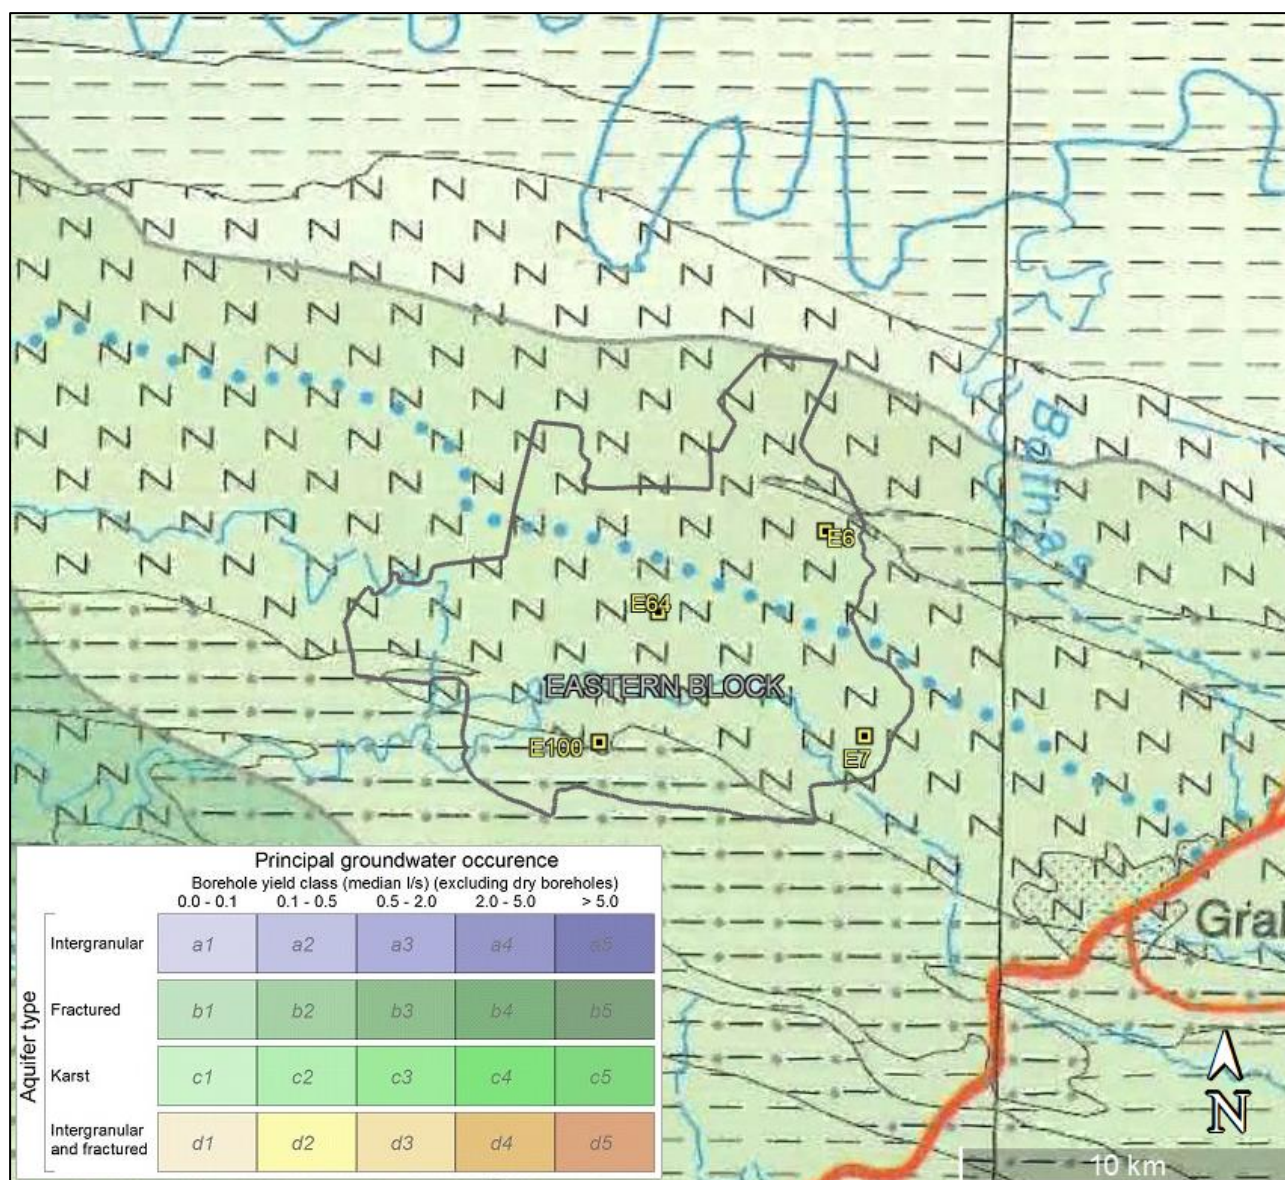 Botha's
E6
E64
EASTERN BLOCK
E100
E7
Gra
Principal groundwater occurence
Borehole yield class (median l/s) (excluding dry boreholes)
0.0 - 0.1 0.1 - 0.5 0.5 - 2.0 2.0 - 5.0 > 5.0
Aquifer type
Intergranular a1 a2 a3 a4 a5
Fractured b1 b2 b3 b4 b5
Karst c1 c2 c3 c4 c5
Intergranular
and fractured d1 d2 d3 d4 d5
N
10 km